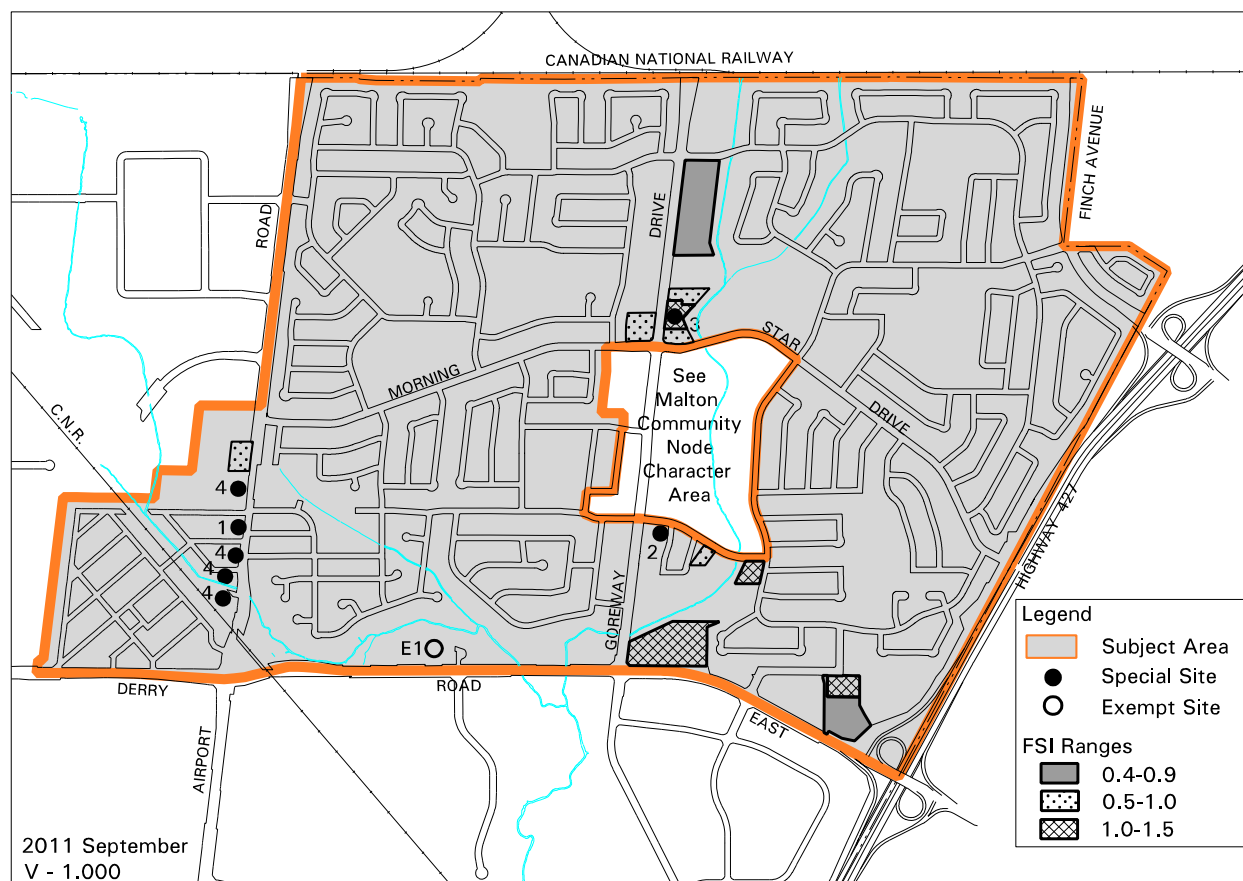 CANADIAN NATIONAL RAILWAY
FINCH AVENUE
ROAD
DRIVE
3
STAR
MORNING
See
Malton
Community
Node
Character
Area
DRIVE
C.N.R.
4
1
4
4
4
2
HIGHWAY 427
GOREWAY
E1
DERRY
ROAD
EAST
AIRPORT
Legend
Subject Area
Special Site
Exempt Site
FSI Ranges
0.4-0.9
0.5-1.0
1.0-1.5
2011 September
V - 1.000